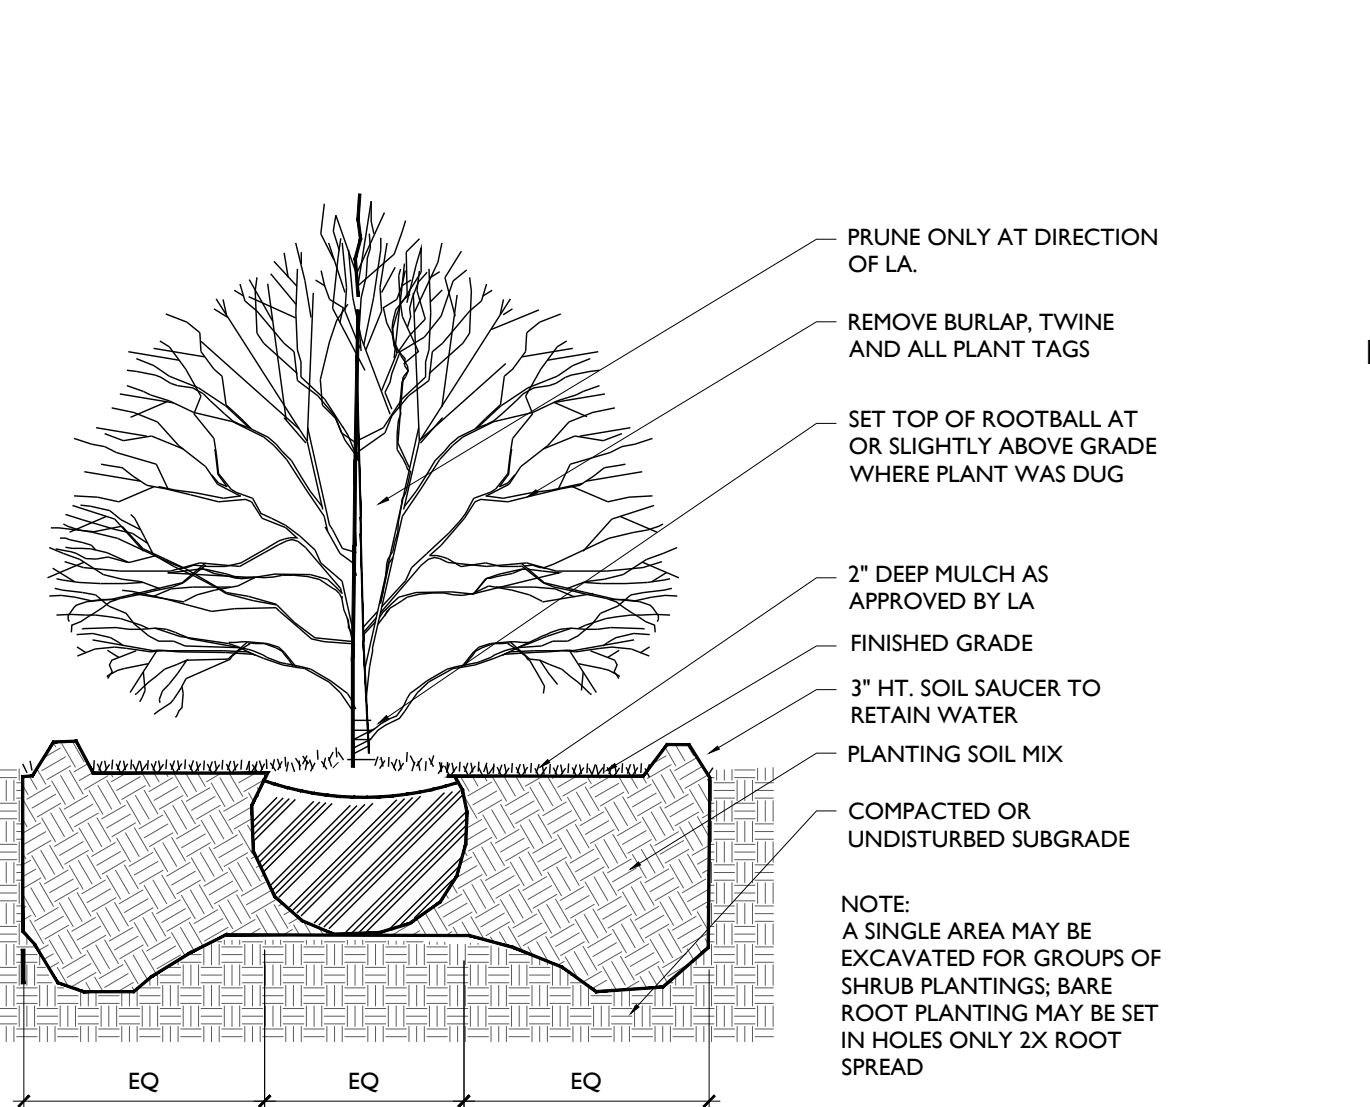 PRUNE ONLY AT DIRECTION
OF LA.
REMOVE BURLAP, TWINE
AND ALL PLANT TAGS
SET TOP OF ROOTBALL AT
OR SLIGHTLY ABOVE GRADE
WHERE PLANT WAS DUG
2" DEEP MULCH AS
APPROVED BY LA
FINISHED GRADE
3" HT. SOIL SAUCER TO
RETAIN WATER
PLANTING SOIL MIX
COMPACTED OR
UNDISTURBED SUBGRADE
NOTE:
A SINGLE AREA MAY BE
EXCAVATED FOR GROUPS OF
SHRUB PLANTINGS; BARE
ROOT PLANTING MAY BE SET
IN HOLES ONLY 2X ROOT
SPREAD
EQ
EQ
EQ